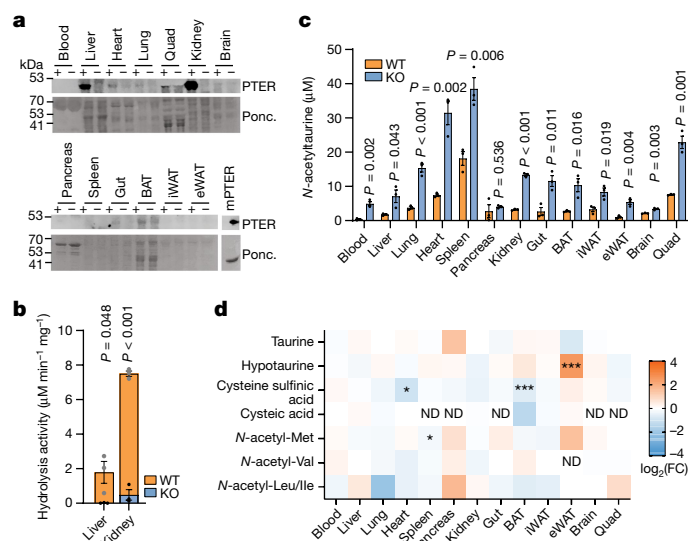 a
Blood Liver Heart Lung Quad Kidney Brain
kDa + – + – + – + – + – + – + –
53
41
PTER
70
53
41
Ponc.
Pancreas Spleen Gut BAT iWAT eWAT mPTER
+ – + – + – + – + – + –
53
41
PTER
70
53
41
Ponc.
b
Hydrolysis activity (μM min−1 mg−1)
10
8
6
4
2
0
P = 0.048
P < 0.001
WT
KO
Liver
Kidney
c
WT
KO
N-acetyltaurine (μM)
50
40
30
20
10
0
P = 0.002
P = 0.043
P < 0.001
P = 0.002
P = 0.006
P = 0.536
P < 0.001
P = 0.011
P = 0.016
P = 0.019
P = 0.004
P = 0.003
P = 0.001
Blood
Liver
Lung
Heart
Spleen
Pancreas
Kidney
Gut
BAT
iWAT
eWAT
Brain
Quad
d
Taurine
Hypotaurine ***
Cysteine sulfinic * ***
acid
Cysteic acid ND ND ND ND ND
N-acetyl-Met *
N-acetyl-Val ND
N-acetyl-Leu/Ile
Blood
Liver
Lung
Heart
Spleen
Pancreas
Kidney
Gut
BAT
iWAT
eWAT
Brain
Quad
4
2
0
−2
−4
log2(FC)